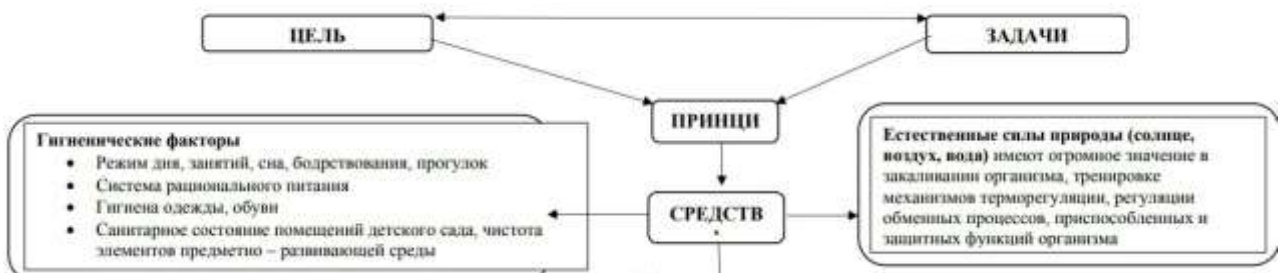 ЦЕЛЬ
ЗАДАЧИ
ПРИНЦИ
Гигиенические факторы
• Режим дня, занятий, сна, бодрствования, прогулок
• Система рационального питания
• Гигиена одежды, обуви
• Санитарное состояние помещений детского сада, чистота
элементов предметно – развивающей среды
СРЕДСТВ
Естественные силы природы (солнце,
воздух, вода) имеют огромное значение в
закаливании организма, тренировке
механизмов терморегуляции, регуляции
обменных процессов, приспособленных и
защитных функций организма